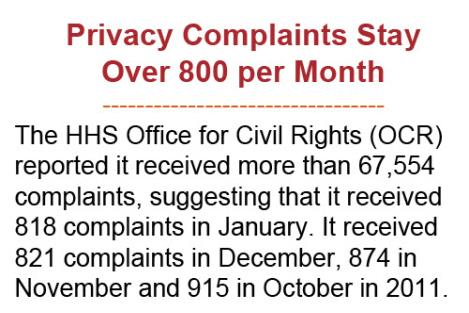 Privacy Complaints Stay
Over 800 per Month
---------------------------------
The HHS Office for Civil Rights (OCR)
reported it received more than 67,554
complaints, suggesting that it received
818 complaints in January. It received
821 complaints in December, 874 in
November and 915 in October in 2011.